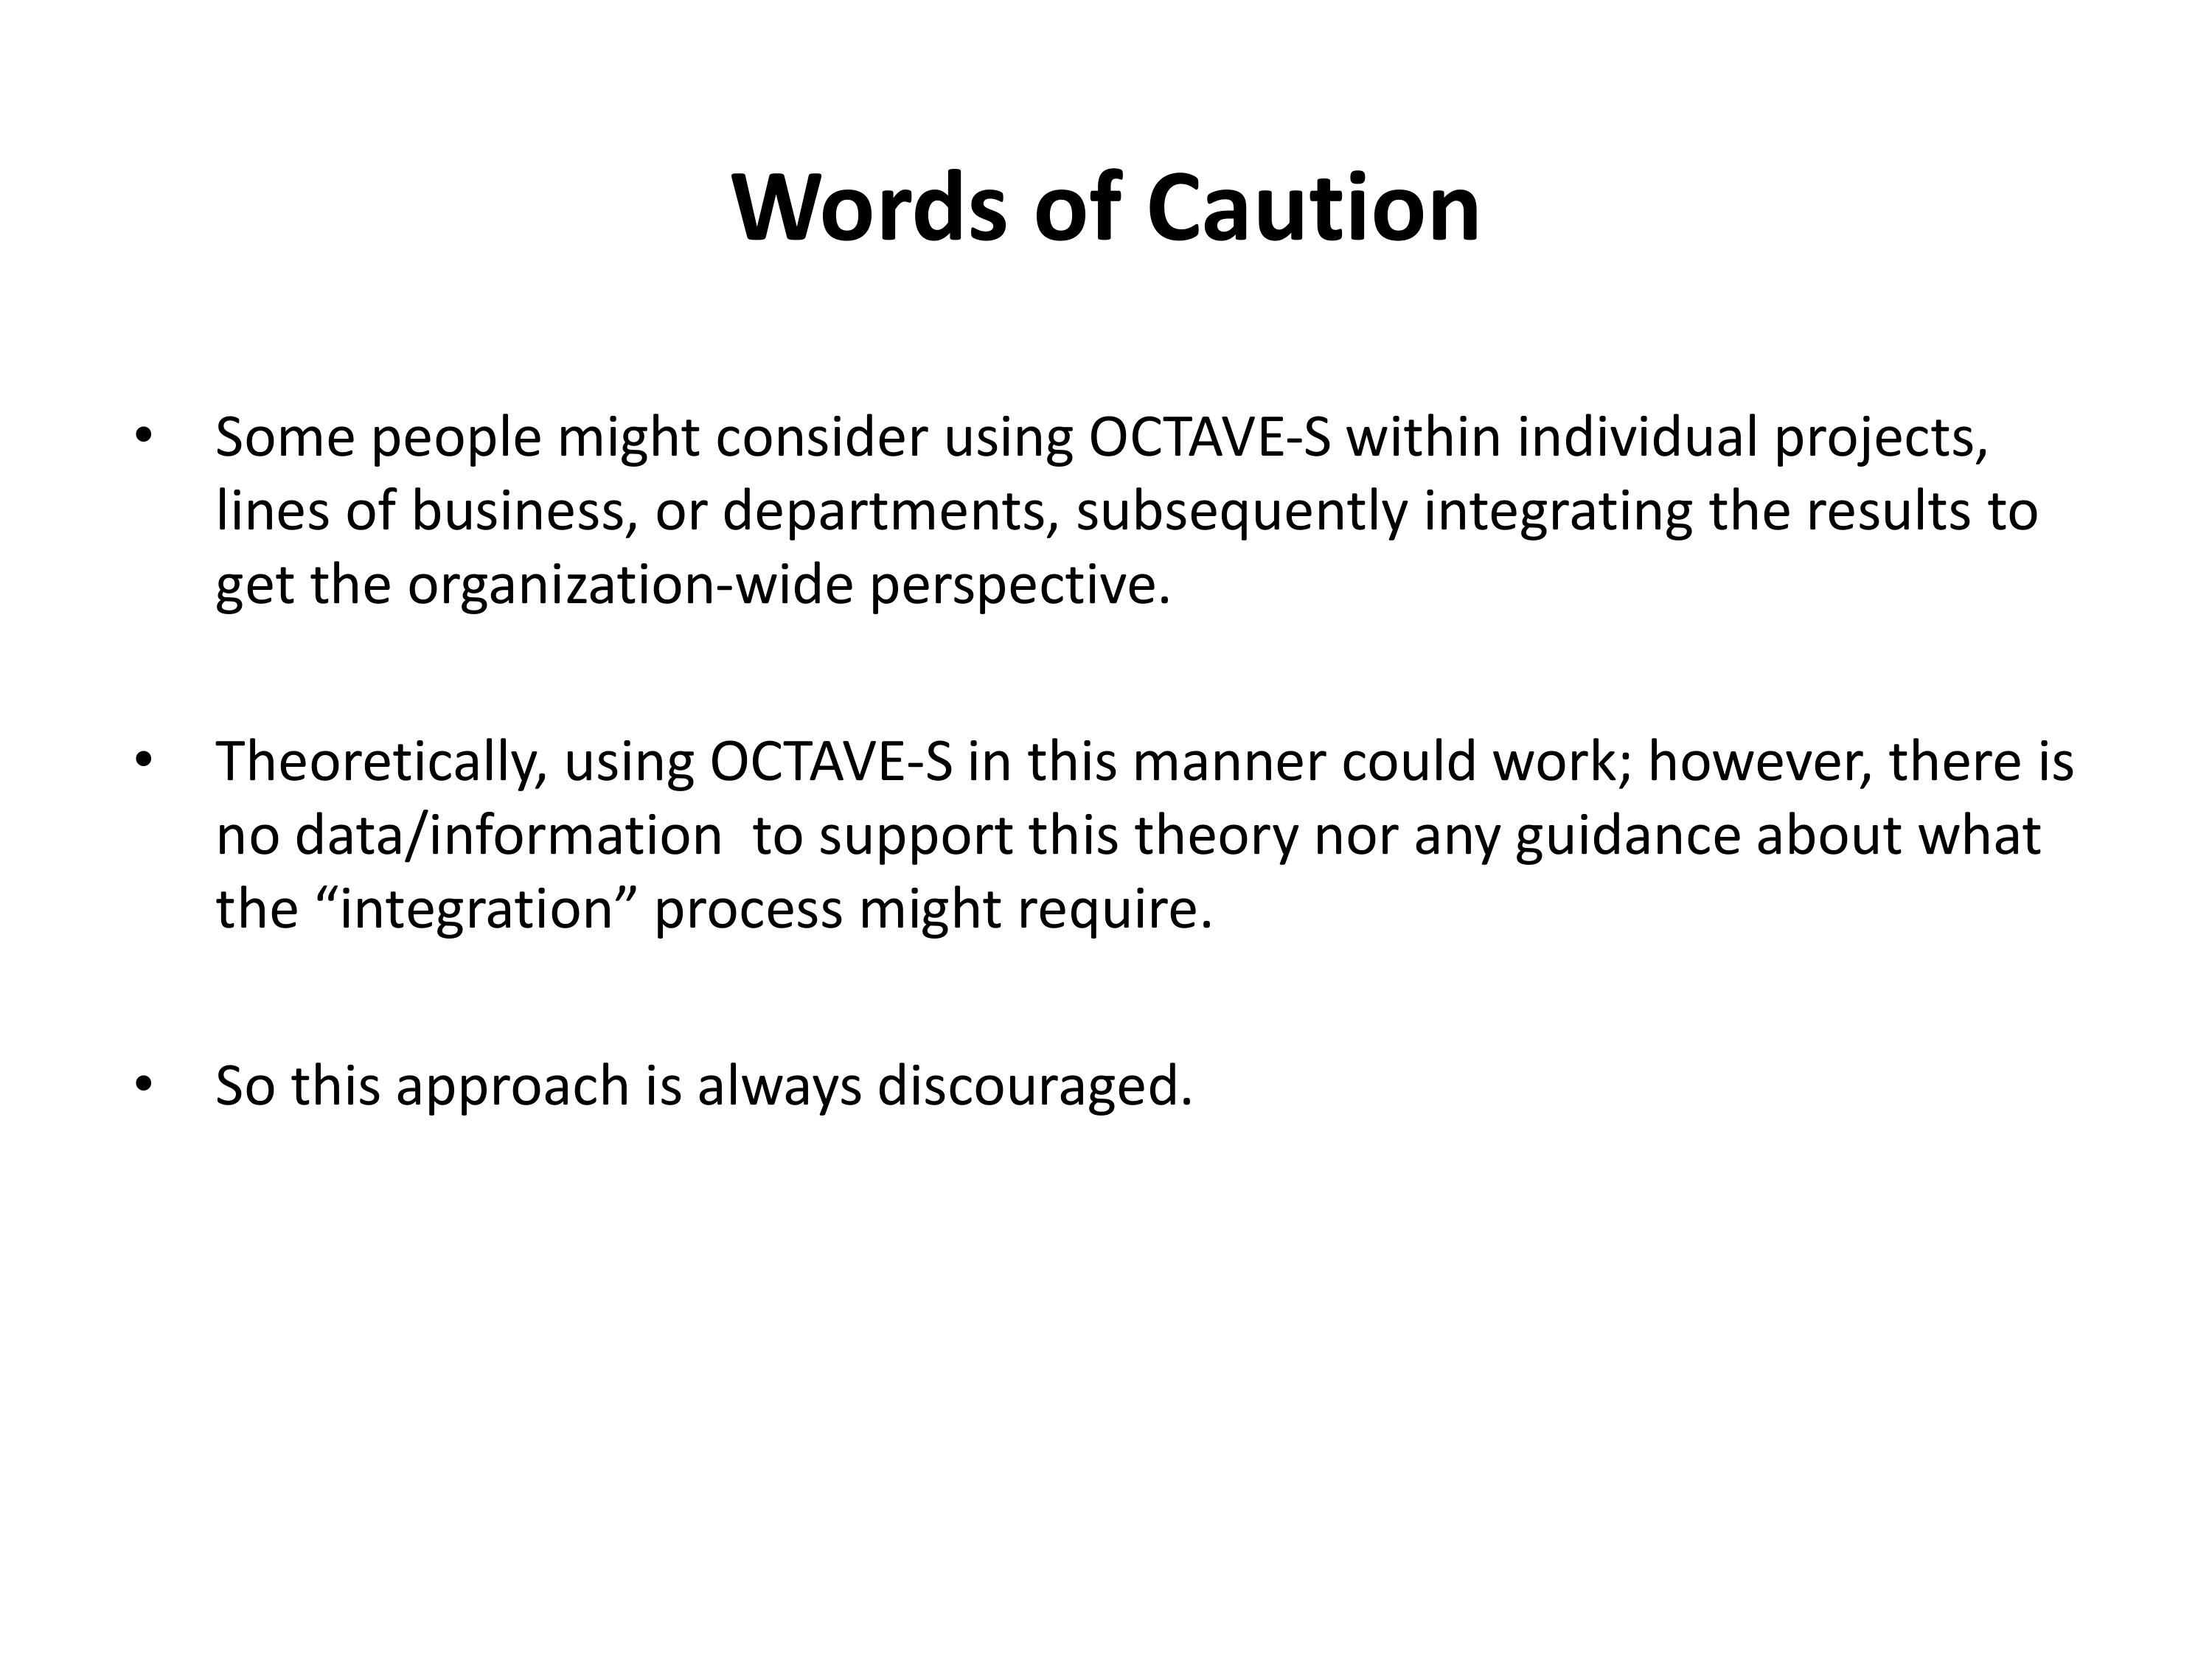 Words of Caution
• Some people might consider using OCTAVE-S within individual projects,
lines of business, or departments, subsequently integrating the results to
get the organization-wide perspective.
• Theoretically, using OCTAVE-S in this manner could work; however, there is
no data/information  to support this theory nor any guidance about what
the “integration” process might require.
• So this approach is always discouraged.